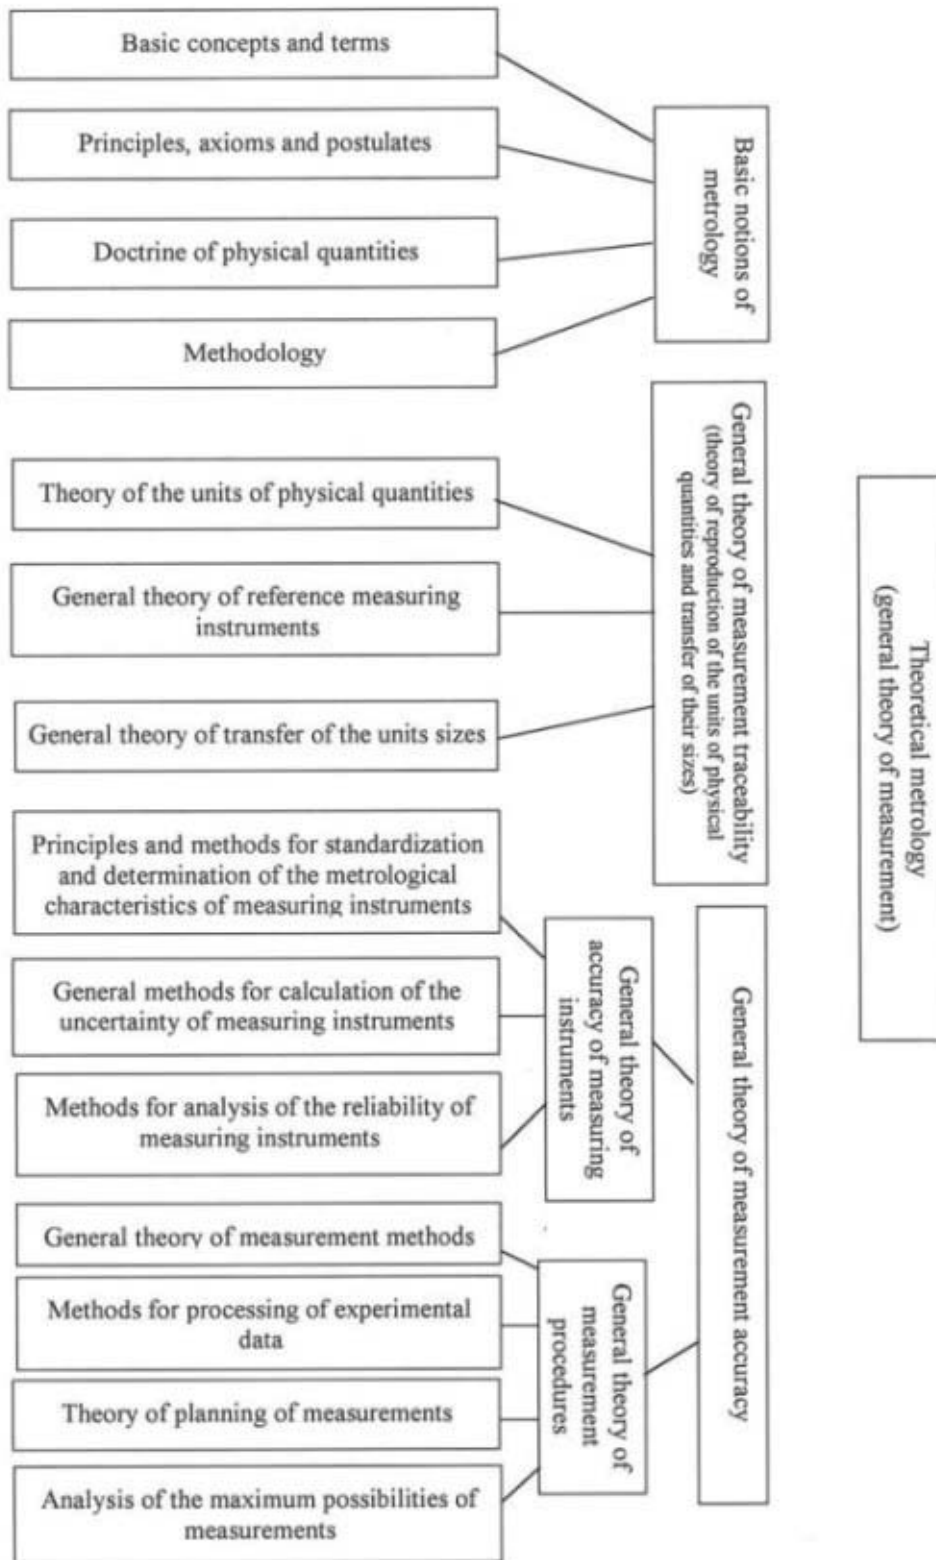 Basic concepts and terms
Principles, axioms and postulates
Doctrine of physical quantities
Methodology
Basic notions of
metrology
Theory of the units of physical quantities
General theory of reference measuring
instruments
General theory of transfer of the units sizes
General theory of measurement traceability
(theory of reproduction of the units of physical
quantities and transfer of their sizes)
Principles and methods for standardization
and determination of the metrological
characteristics of measuring instruments
General methods for calculation of the
uncertainty of measuring instruments
Methods for analysis of the reliability of
measuring instruments
General theory of
accuracy of measuring
instruments
General theory of measurement methods
Methods for processing of experimental
data
Theory of planning of measurements
Analysis of the maximum possibilities of
measurements
General theory of
measurement
procedures
General theory of measurement accuracy
Theoretical metrology
(general theory of measurement)